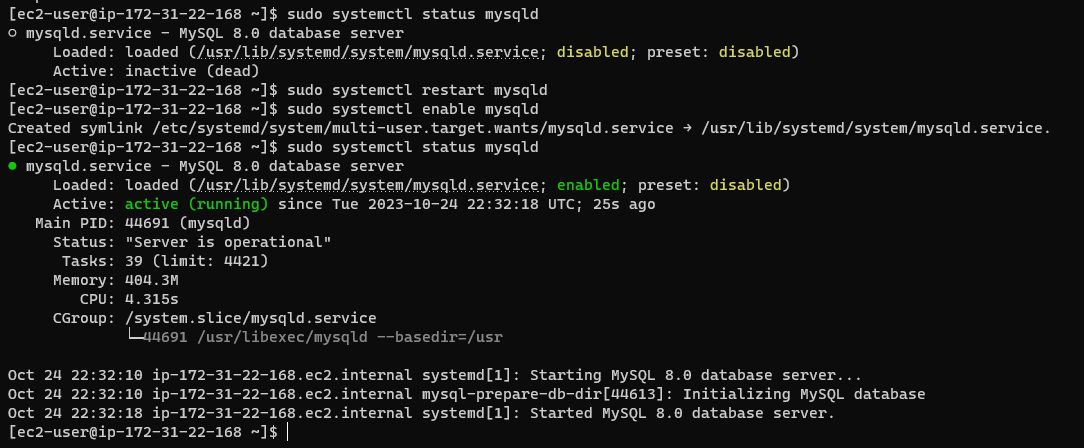 [ec2-user@ip-172-31-22-168 ~]$ sudo systemctl status mysqld
○ mysqld.service - MySQL 8.0 database server
     Loaded: loaded (/usr/lib/systemd/system/mysqld.service; disabled; preset: disabled)
     Active: inactive (dead)
[ec2-user@ip-172-31-22-168 ~]$ sudo systemctl restart mysqld
[ec2-user@ip-172-31-22-168 ~]$ sudo systemctl enable mysqld
Created symlink /etc/systemd/system/multi-user.target.wants/mysqld.service → /usr/lib/systemd/system/mysqld.service.
[ec2-user@ip-172-31-22-168 ~]$ sudo systemctl status mysqld
● mysqld.service - MySQL 8.0 database server
     Loaded: loaded (/usr/lib/systemd/system/mysqld.service; enabled; preset: disabled)
     Active: active (running) since Tue 2023-10-24 22:32:18 UTC; 25s ago
   Main PID: 44691 (mysqld)
     Status: "Server is operational"
      Tasks: 39 (limit: 4421)
     Memory: 404.3M
        CPU: 4.315s
     CGroup: /system.slice/mysqld.service
             └─44691 /usr/libexec/mysqld --basedir=/usr
Oct 24 22:32:10 ip-172-31-22-168.ec2.internal systemd[1]: Starting MySQL 8.0 database server...
Oct 24 22:32:10 ip-172-31-22-168.ec2.internal mysql-prepare-db-dir[44613]: Initializing MySQL database
Oct 24 22:32:18 ip-172-31-22-168.ec2.internal systemd[1]: Started MySQL 8.0 database server.
[ec2-user@ip-172-31-22-168 ~]$